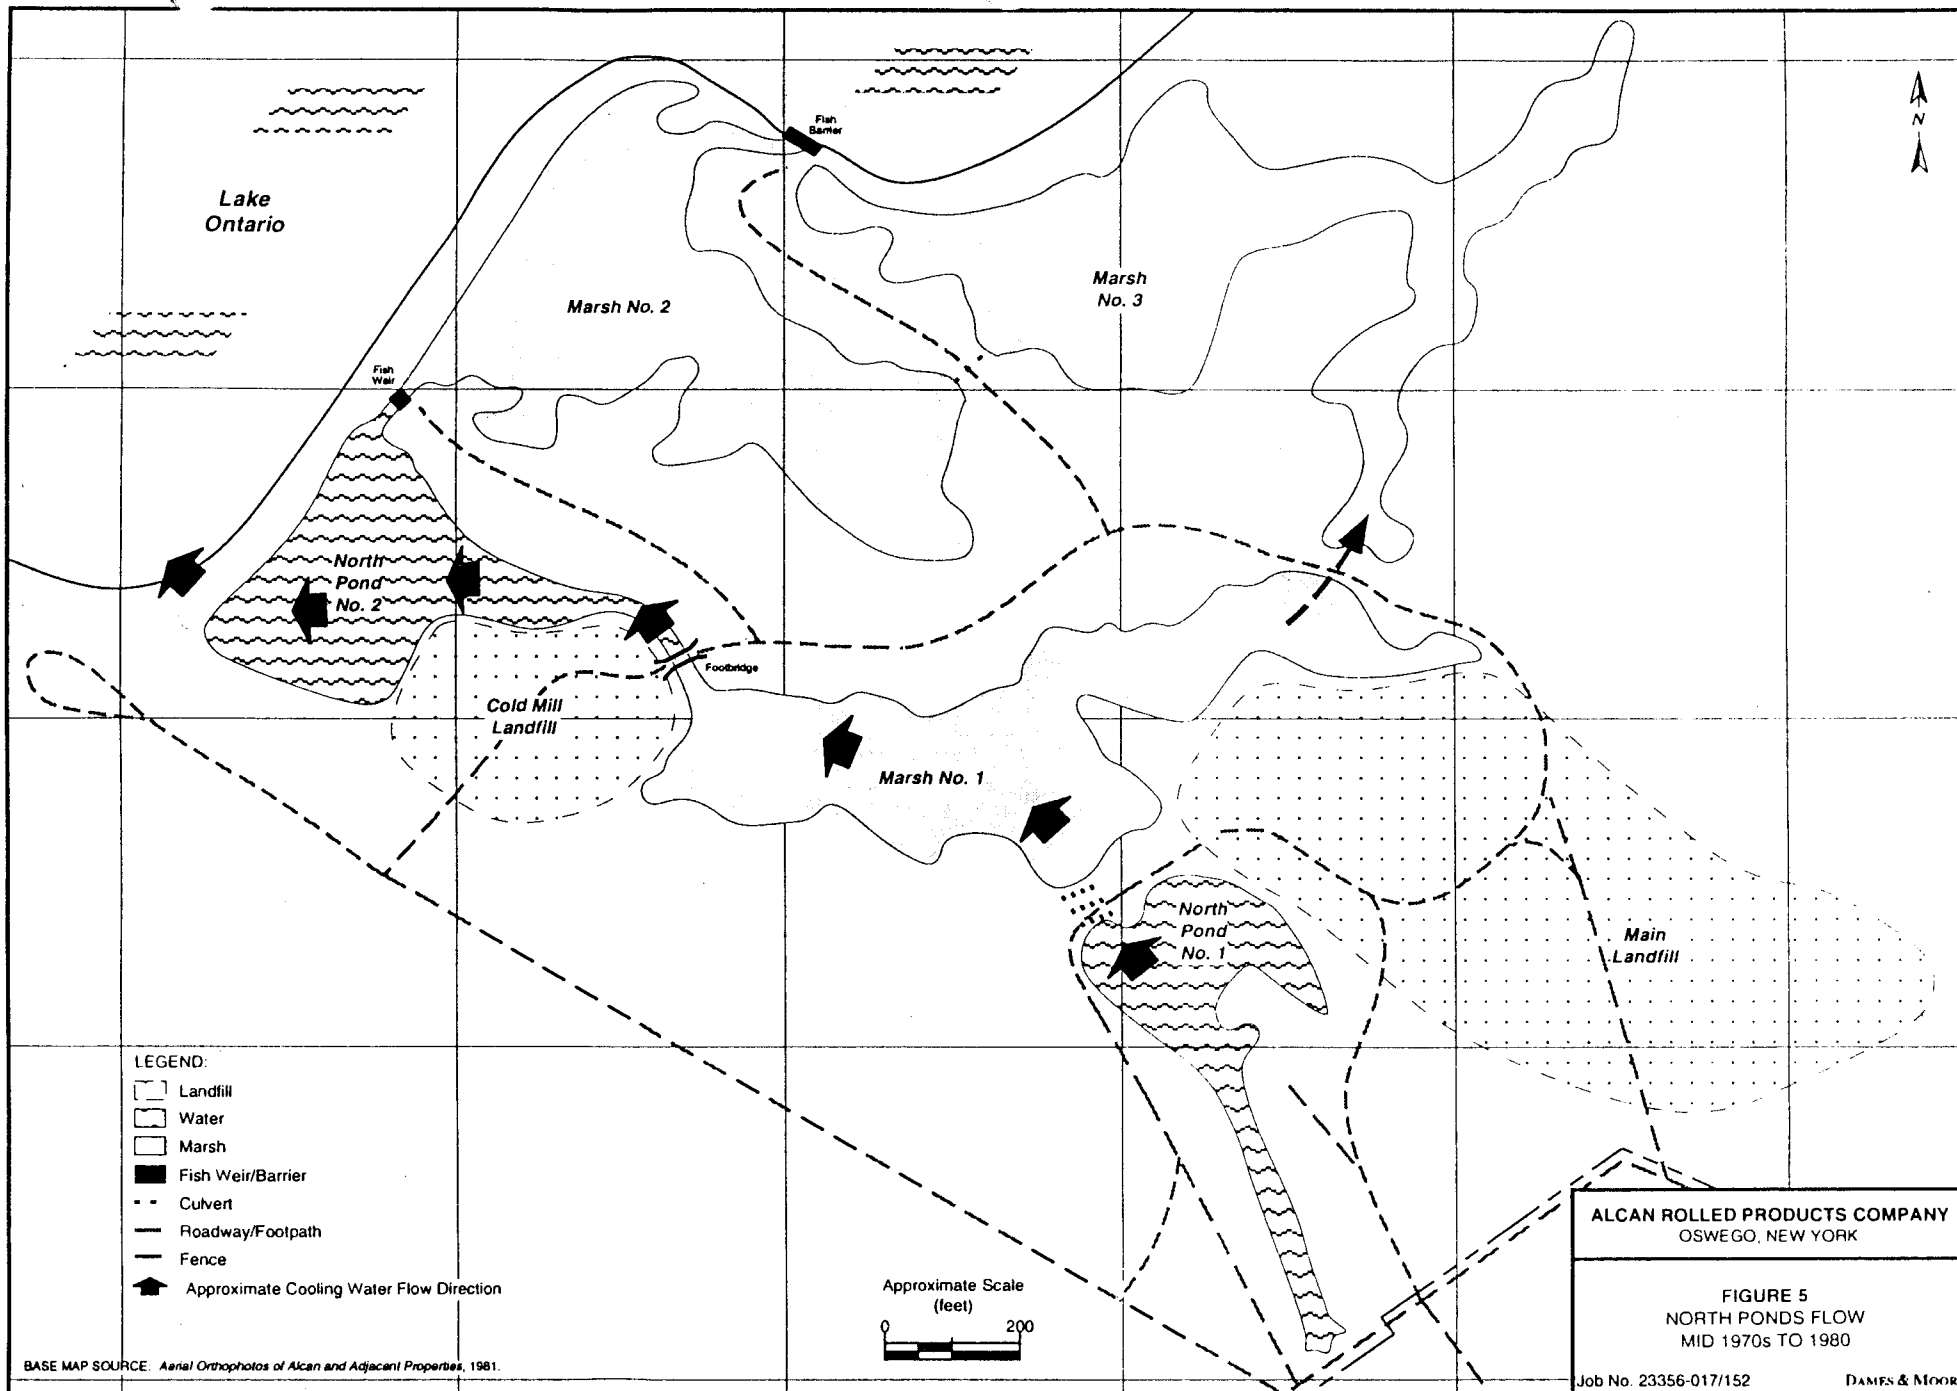 Fish
Barrier
N
Lake
Ontario
Marsh
No. 3
Marsh No. 2
Fish
Weir
North
Pond
No. 2
Footbridge
Cold Mill
Landfill
Marsh No. 1
North
Pond
No. 1
Main
Landfill
LEGEND:
Landfill
Water
Marsh
Fish Weir/Barrier
Culvert
Roadway/Footpath
Fence
Approximate Cooling Water Flow Direction
Approximate Scale
(feet)
0 200
BASE MAP SOURCE: Aerial Orthophotos of Alcan and Adjacent Properties, 1981.
ALCAN ROLLED PRODUCTS COMPANY
OSWEGO, NEW YORK
FIGURE 5
NORTH PONDS FLOW
MID 1970s TO 1980
Job No. 23356-017/152 DAMES & MOOR